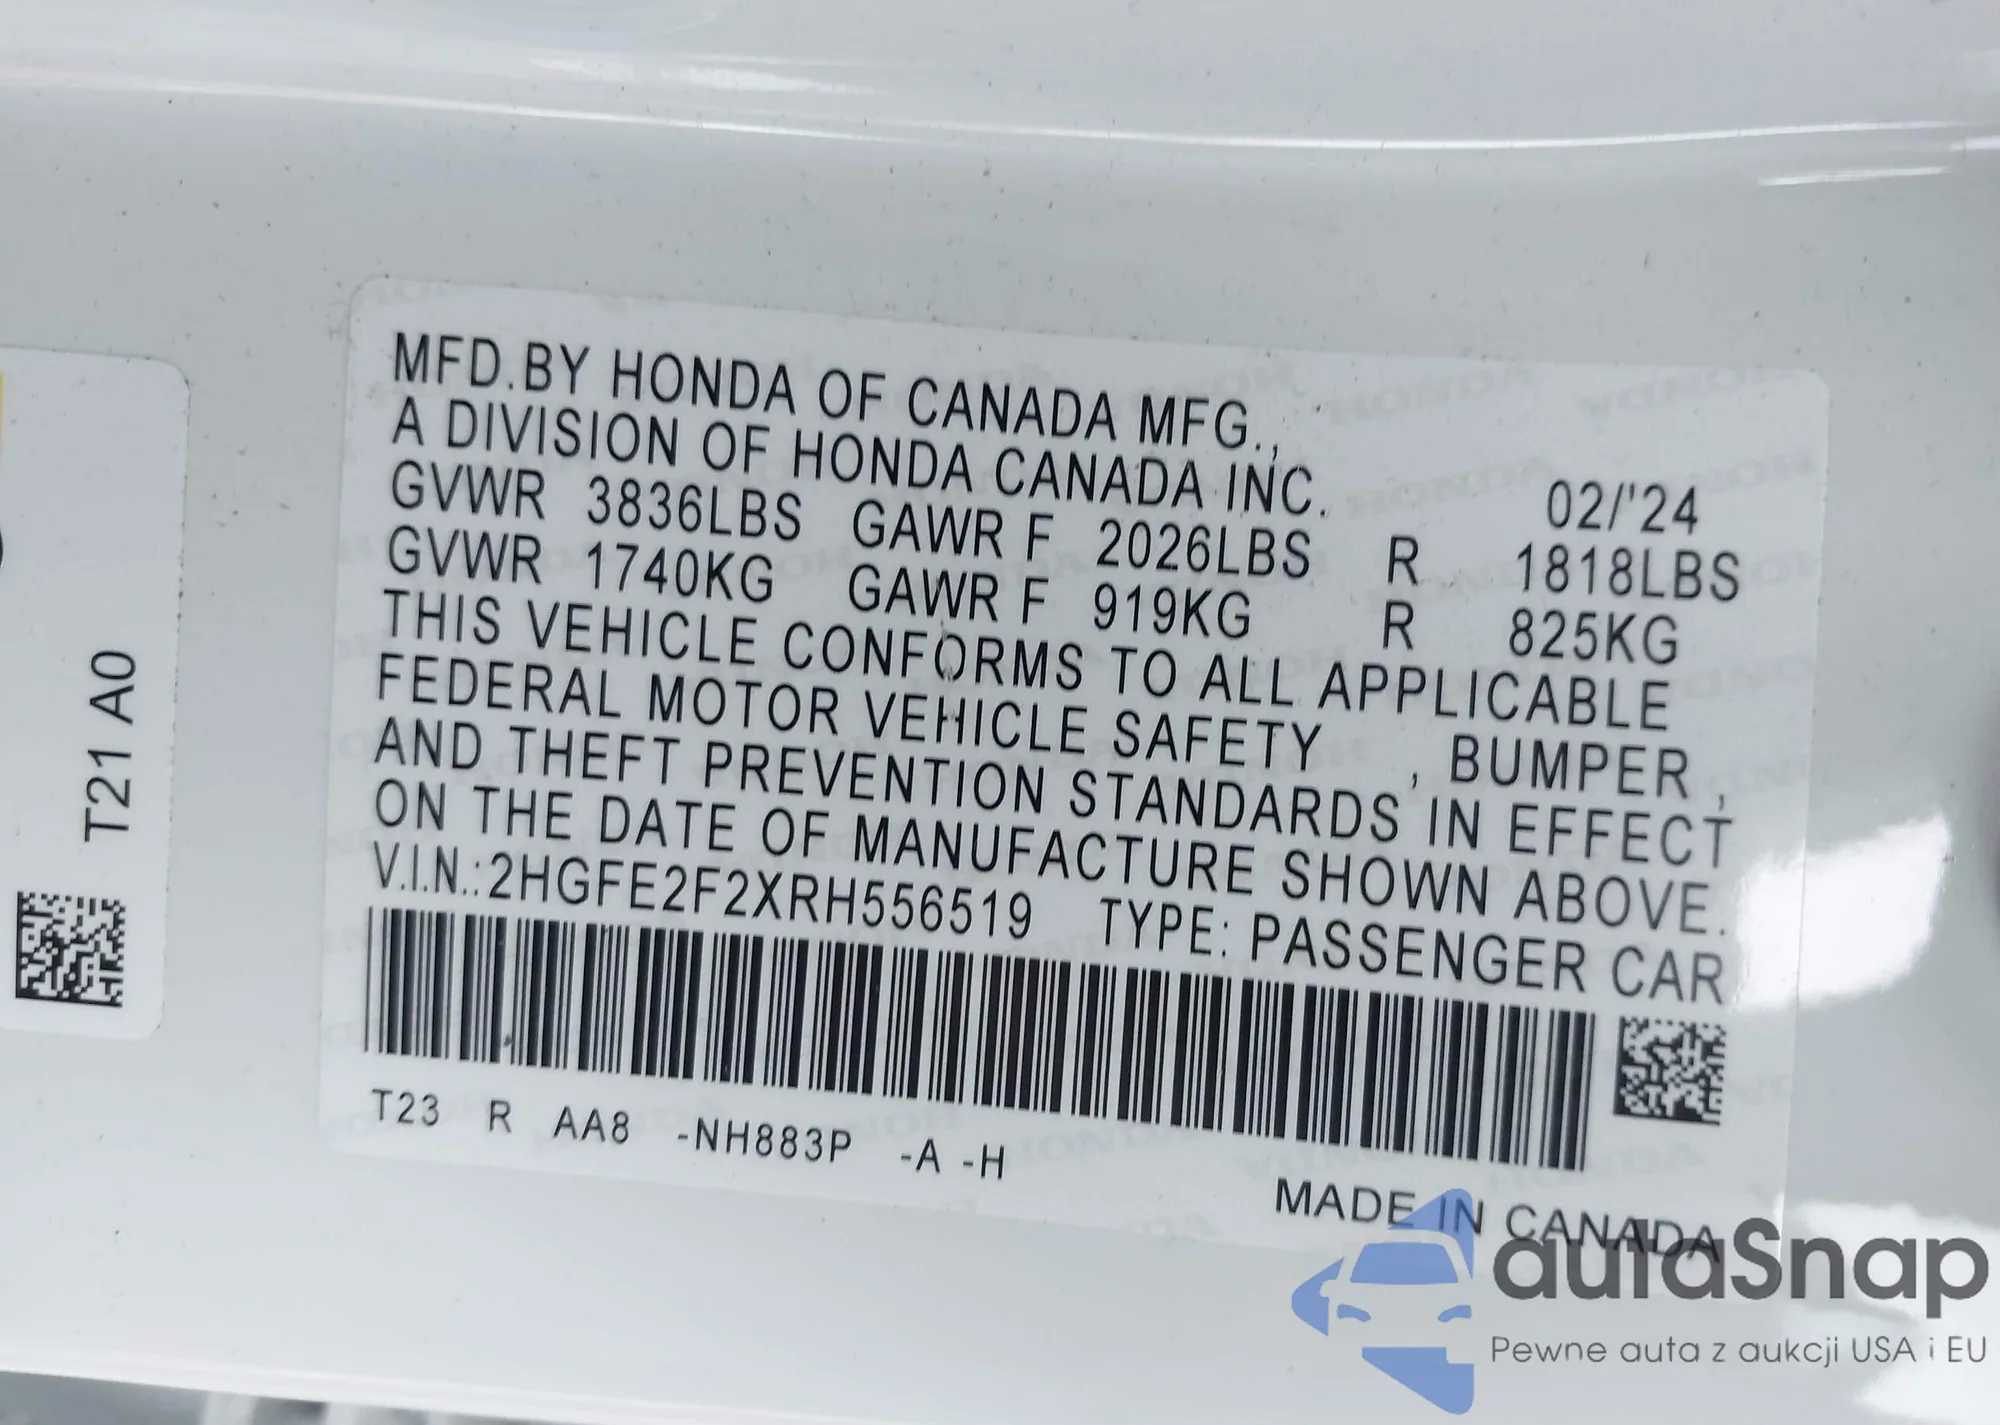 MFD.BY HONDA OF CANADA MFG.,
A DIVISION OF HONDA CANADA INC. 02/'24
GVWR 3836LBS GAWR F 2026LBS R 1818LBS
GVWR 1740KG GAWR F 919KG R 825KG
THIS VEHICLE CONFORMS TO ALL APPLICABLE
FEDERAL MOTOR VEHICLE SAFETY , BUMPER ,
AND THEFT PREVENTION STANDARDS IN EFFECT
ON THE DATE OF MANUFACTURE SHOWN ABOVE.
V.I.N.:2HGFE2F2XRH556519 TYPE: PASSENGER CAR
T23 R AA8 -NH883P -A -H
MADE IN CANADA
T21 A0
autaSnap
Pewne auta z aukcji USA i EU